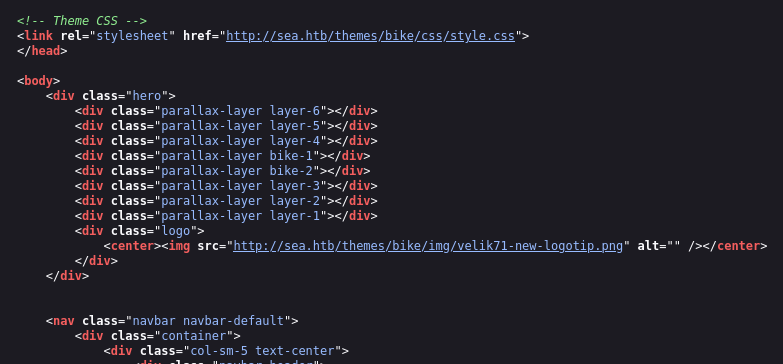 <!-- Theme CSS -->
<link rel="stylesheet" href="http://sea.htb/themes/bike/css/style.css">
</head>
<body>
<div class="hero">
<div class="parallax-layer layer-6"></div>
<div class="parallax-layer layer-5"></div>
<div class="parallax-layer layer-4"></div>
<div class="parallax-layer bike-1"></div>
<div class="parallax-layer bike-2"></div>
<div class="parallax-layer layer-3"></div>
<div class="parallax-layer layer-2"></div>
<div class="parallax-layer layer-1"></div>
<div class="logo">
<center><img src="http://sea.htb/themes/bike/img/velik71-new-logotip.png" alt="" /></center>
</div>
</div>
<nav class="navbar navbar-default">
<div class="container">
<div class="col-sm-5 text-center">
<div class="navbar-header">